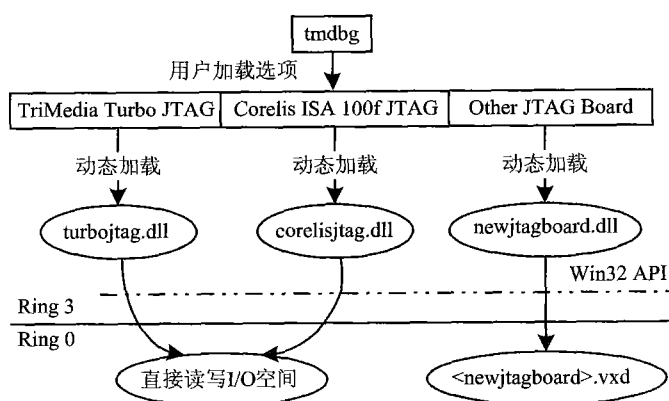 tmdbg
用户加载选项
TriMedia Turbo JTAG
Corelis ISA 100f JTAG
Other JTAG Board
动态加载
动态加载
动态加载
turbojtag.dll
corelisjtag.dll
newjtagboard.dll
Win32 API
Ring 3
Ring 0
直接读写I/O空间
<newjtagboard>.vxd